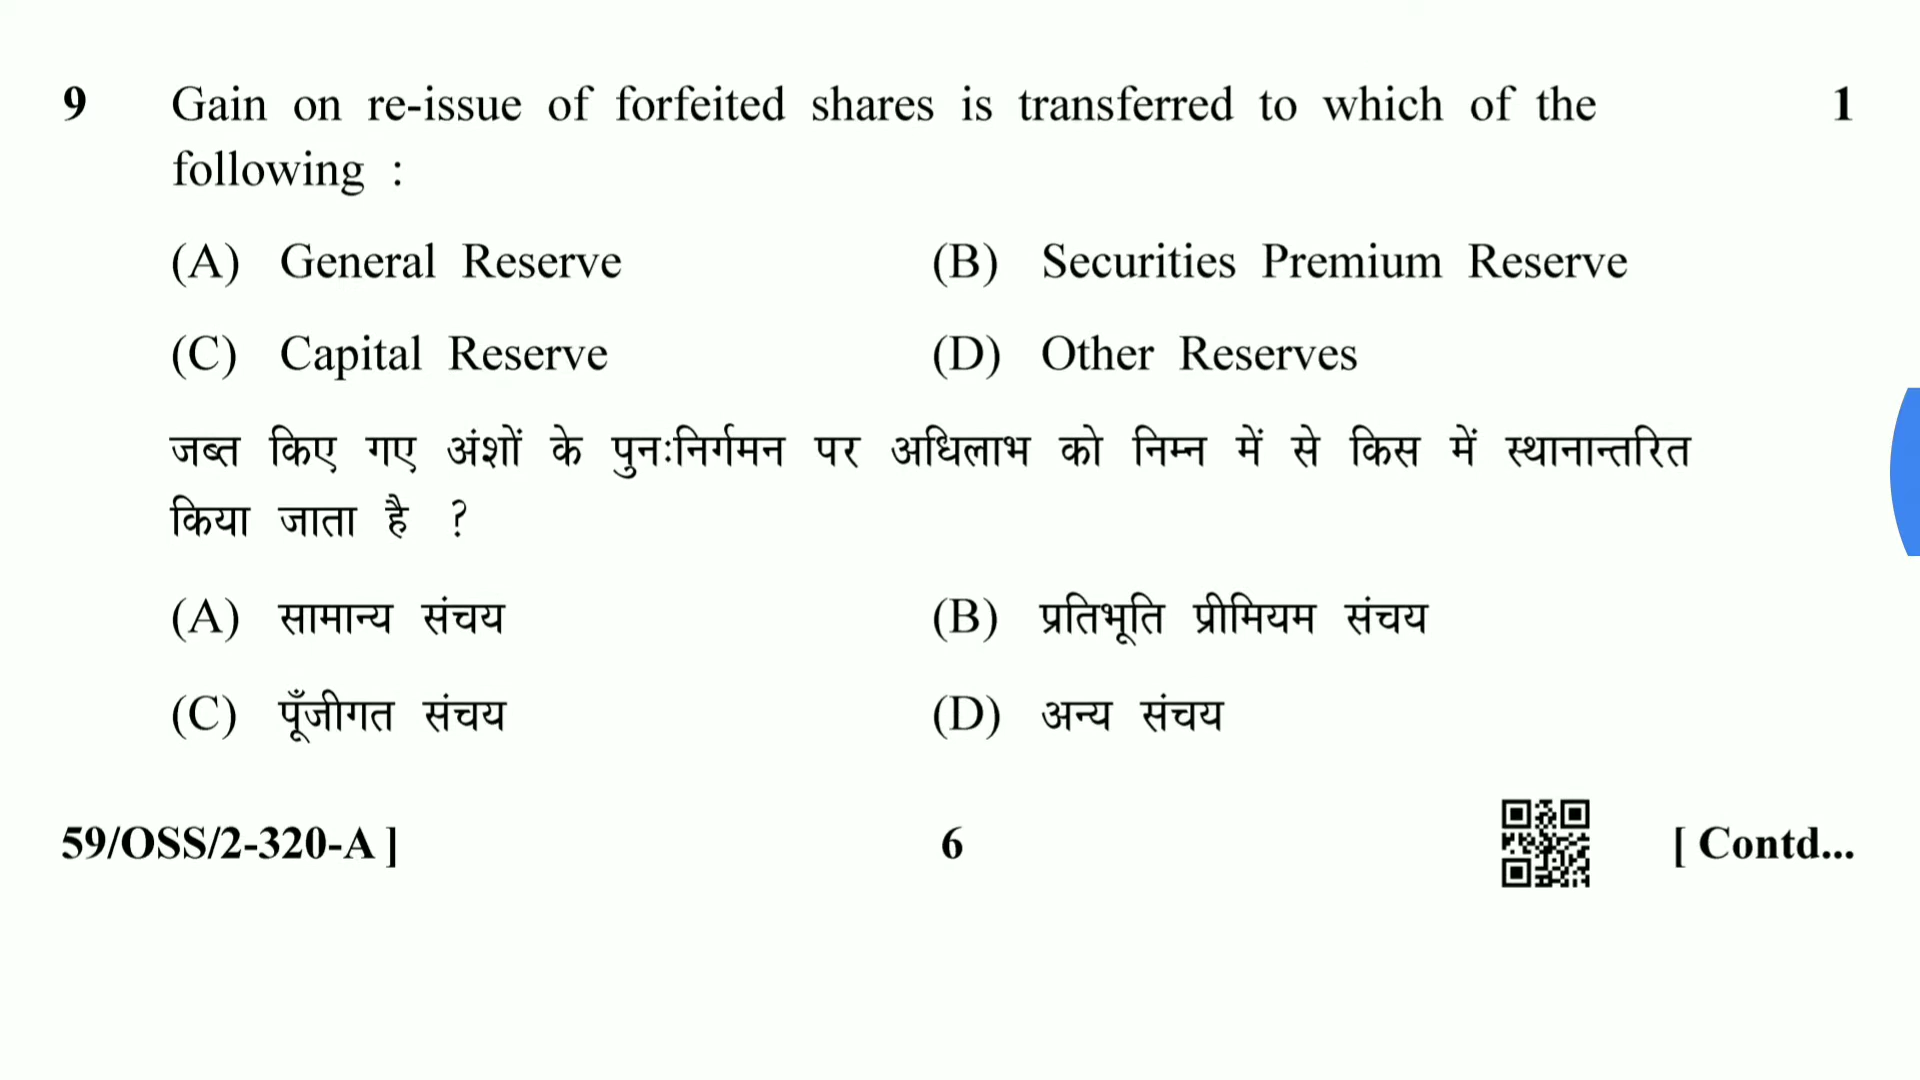 9 Gain on re-issue of forfeited shares is transferred to which of the 1
following :
(A) General Reserve (B) Securities Premium Reserve
(C) Capital Reserve (D) Other Reserves
जब्त किए गए अंशों के पुनःनिर्गमन पर अधिलाभ को निम्न में से किस में स्थानान्तरित
किया जाता है ?
(A) सामान्य संचय (B) प्रतिभूति प्रीमियम संचय
(C) पूँजीगत संचय (D) अन्य संचय
59/OSS/2-320-A ] 6 [ Contd...